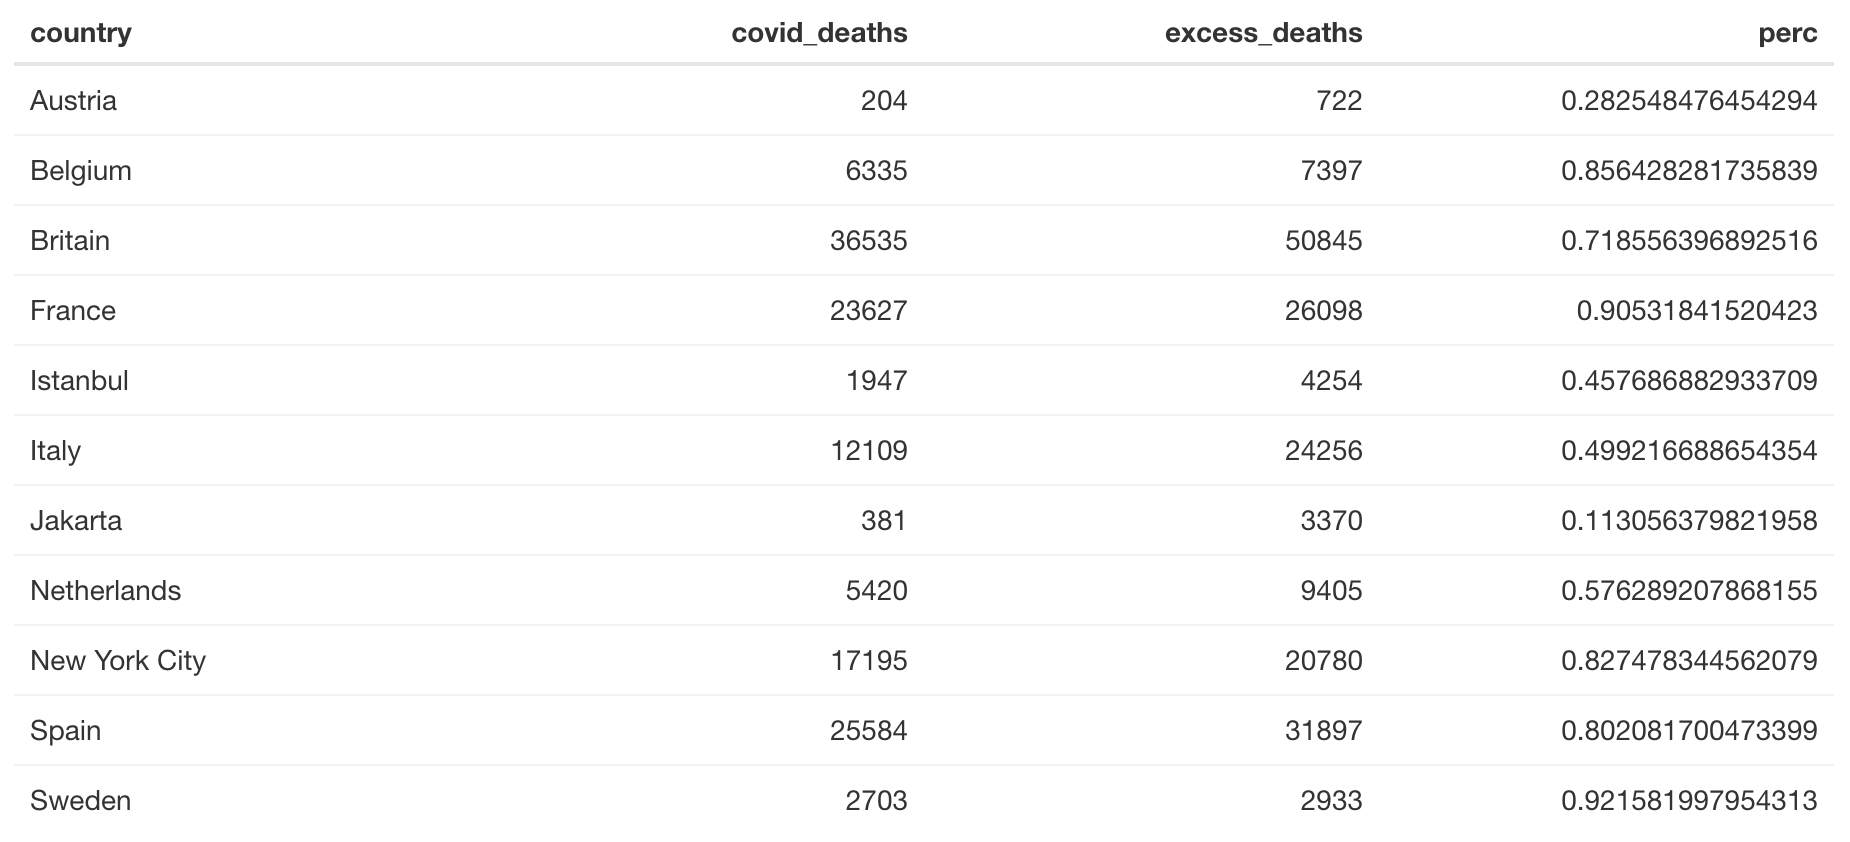 country covid_deaths excess_deaths perc
Austria 204 722 0.282548476454294
Belgium 6335 7397 0.856428281735839
Britain 36535 50845 0.718556396892516
France 23627 26098 0.90531841520423
Istanbul 1947 4254 0.457686882933709
Italy 12109 24256 0.499216688654354
Jakarta 381 3370 0.113056379821958
Netherlands 5420 9405 0.576289207868155
New York City 17195 20780 0.827478344562079
Spain 25584 31897 0.802081700473399
Sweden 2703 2933 0.921581997954313